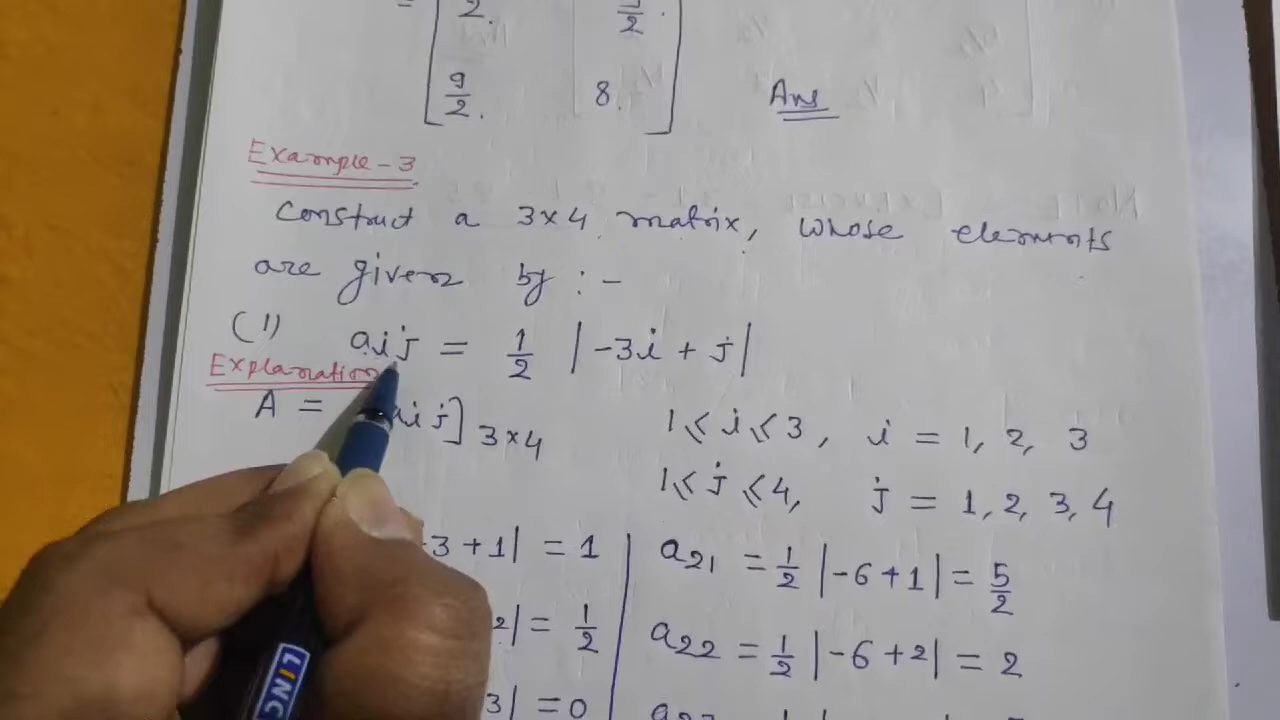 = 2.
2.
9/2. 8. Ans
Example-3
Construct a 3×4 matrix, whose elements
are given by :-
(1) aij = 1/2 |-3i + j|
Explanation
A = aij]3×4 1≤i≤3, i = 1, 2, 3
1≤j≤4, j = 1, 2, 3, 4
-3+1| = 1 a21 = 1/2 |-6+1| = 5/2
2| = 1/2 a22 = 1/2 |-6+2| = 2
3| = 0
LINC